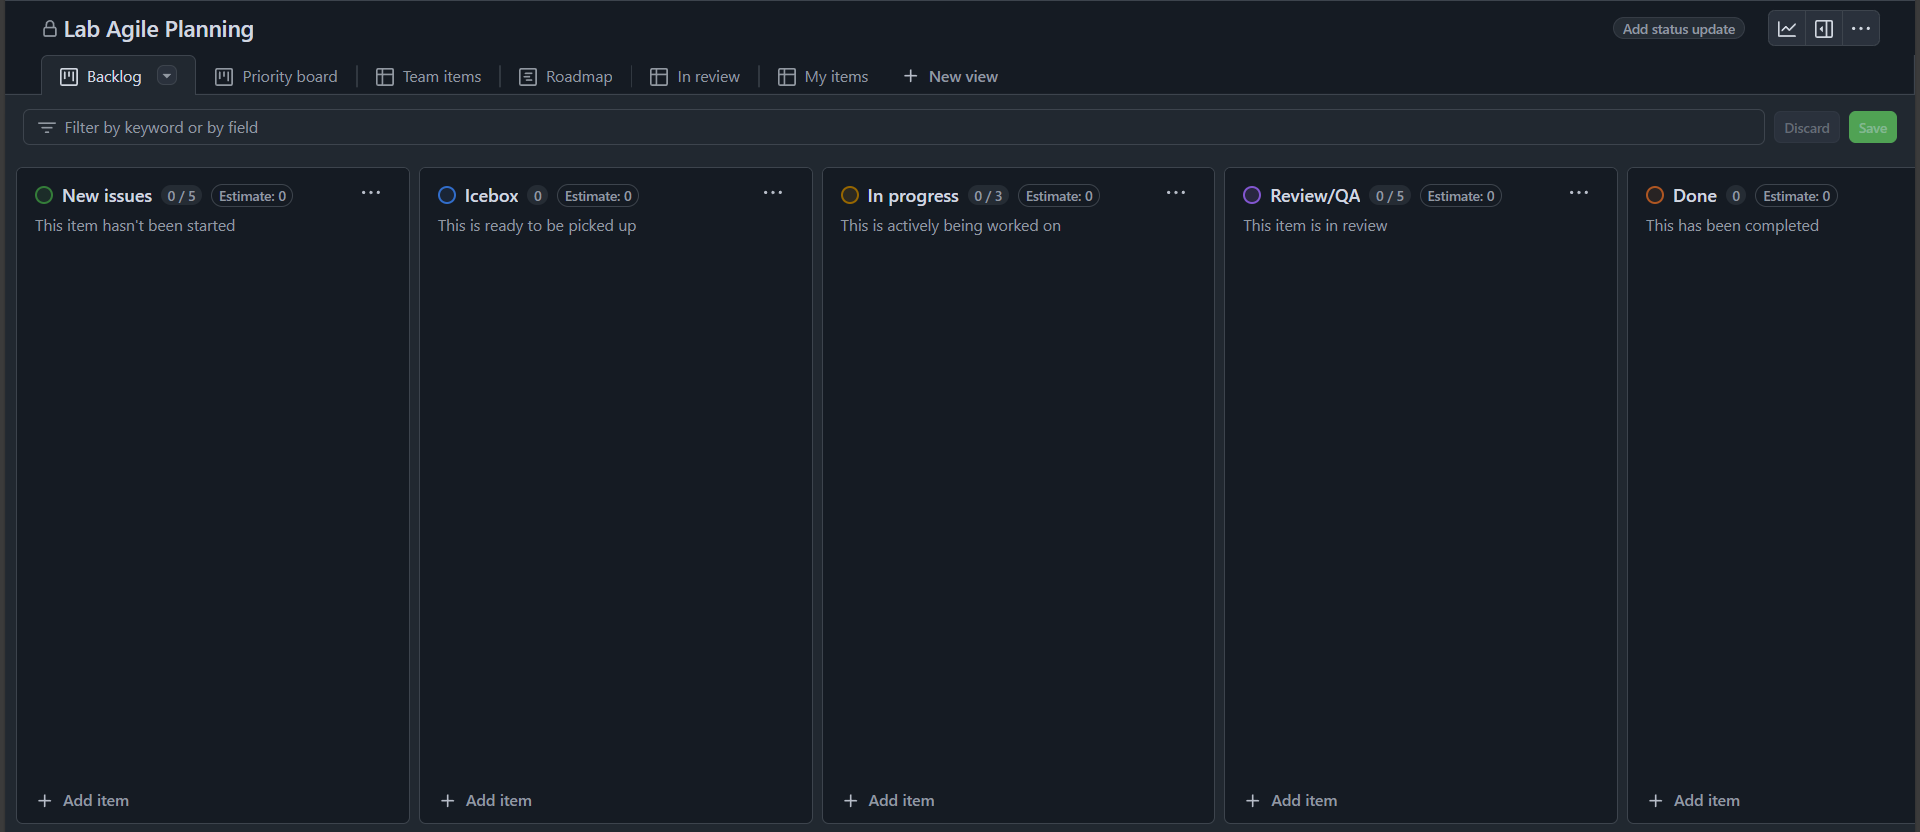 Lab Agile Planning
Add status update
Backlog
Priority board
Team items
Roadmap
In review
My items
New view
Filter by keyword or by field
Discard
Save
New issues 0 / 5 Estimate: 0
This item hasn't been started
Add item
Icebox 0 Estimate: 0
This is ready to be picked up
Add item
In progress 0 / 3 Estimate: 0
This is actively being worked on
Add item
Review/QA 0 / 5 Estimate: 0
This item is in review
Add item
Done 0 Estimate: 0
This has been completed
Add item